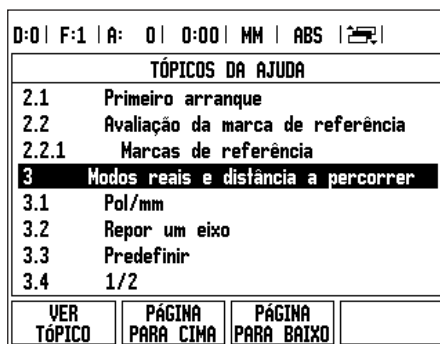 D:0 | F:1 | A: 0 | 0:00 | MM | ABS |
TÓPICOS DA AJUDA
2.1 Primeiro arranque
2.2 Avaliação da marca de referência
2.2.1 Marcas de referência
3 Modos reais e distância a percorrer
3.1 Pol/mm
3.2 Repor um eixo
3.3 Predefinir
3.4 1/2
VER TÓPICO
PÁGINA PARA CIMA
PÁGINA PARA BAIXO